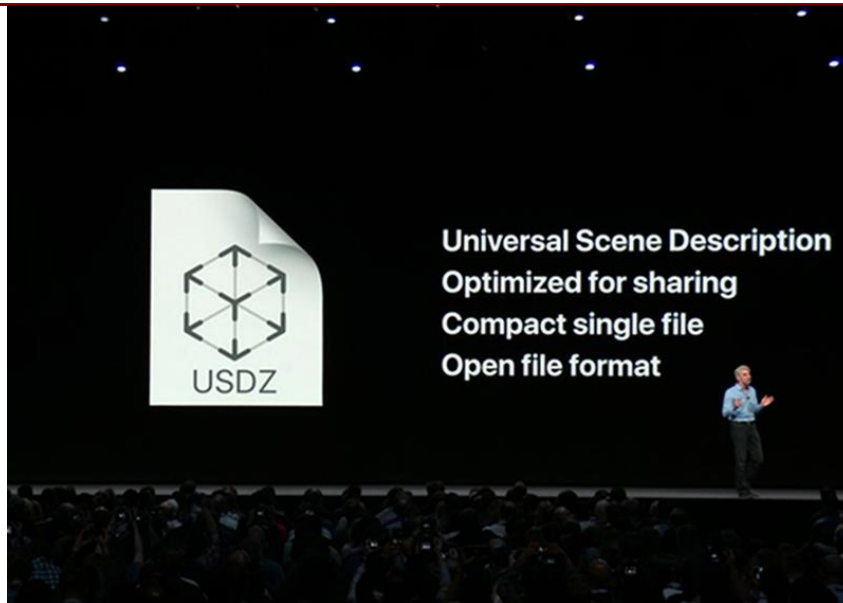 USDZ
Universal Scene Description
Optimized for sharing
Compact single file
Open file format